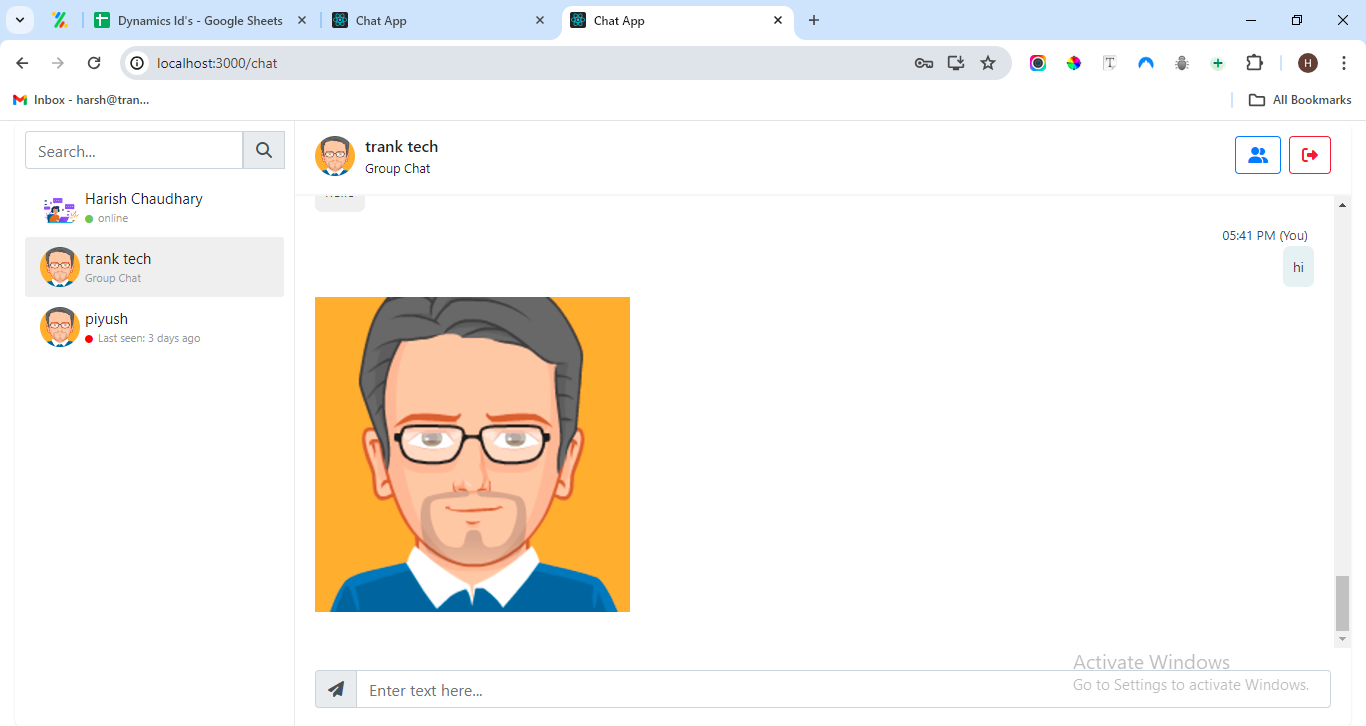 Dynamics Id's - Google Sheets
Chat App
Chat App
localhost:3000/chat
T
H
Inbox - harsh@tran...
All Bookmarks
Search...
Harish Chaudhary
online
trank tech
Group Chat
piyush
Last seen: 3 days ago
trank tech
Group Chat
05:41 PM (You)
hi
Enter text here...
Activate Windows
Go to Settings to activate Windows.